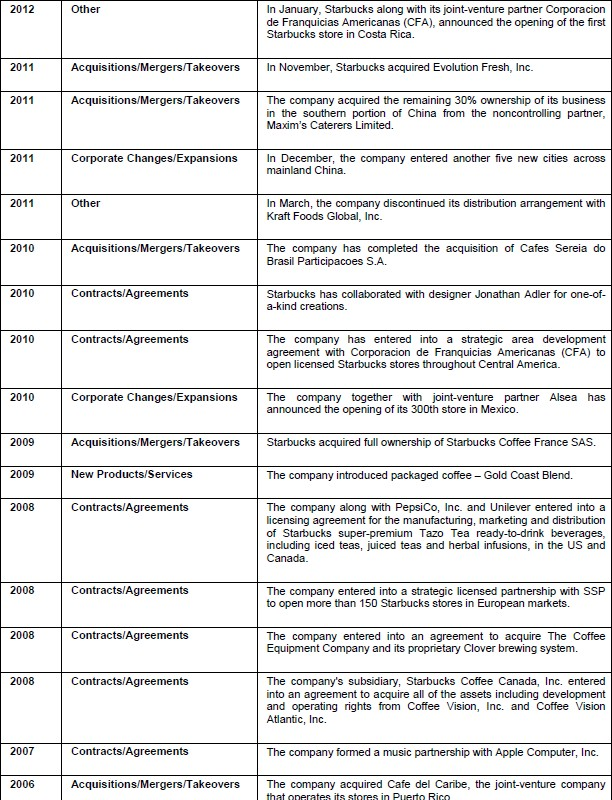 2012 Other In January, Starbucks along with its joint-venture partner Corporacion
de Franquicias Americanas (CFA), announced the opening of the first
Starbucks store in Costa Rica.
2011 Acquisitions/Mergers/Takeovers In November, Starbucks acquired Evolution Fresh, Inc.
2011 Acquisitions/Mergers/Takeovers The company acquired the remaining 30% ownership of its business
in the southern portion of China from the noncontrolling partner,
Maxim's Caterers Limited.
2011 Corporate Changes/Expansions In December, the company entered another five new cities across
mainland China.
2011 Other In March, the company discontinued its distribution arrangement with
Kraft Foods Global, Inc.
2010 Acquisitions/Mergers/Takeovers The company has completed the acquisition of Cafes Sereia do
Brasil Participacoes S.A.
2010 Contracts/Agreements Starbucks has collaborated with designer Jonathan Adler for one-of-
a-kind creations.
2010 Contracts/Agreements The company has entered into a strategic area development
agreement with Corporacion de Franquicias Americanas (CFA) to
open licensed Starbucks stores throughout Central America.
2010 Corporate Changes/Expansions The company together with joint-venture partner Alsea has
announced the opening of its 300th store in Mexico.
2009 Acquisitions/Mergers/Takeovers Starbucks acquired full ownership of Starbucks Coffee France SAS.
2009 New Products/Services The company introduced packaged coffee – Gold Coast Blend.
2008 Contracts/Agreements The company along with PepsiCo, Inc. and Unilever entered into a
licensing agreement for the manufacturing, marketing and distribution
of Starbucks super-premium Tazo Tea ready-to-drink beverages,
including iced teas, juiced teas and herbal infusions, in the US and
Canada.
2008 Contracts/Agreements The company entered into a strategic licensed partnership with SSP
to open more than 150 Starbucks stores in European markets.
2008 Contracts/Agreements The company entered into an agreement to acquire The Coffee
Equipment Company and its proprietary Clover brewing system.
2008 Contracts/Agreements The company's subsidiary, Starbucks Coffee Canada, Inc. entered
into an agreement to acquire all of the assets including development
and operating rights from Coffee Vision, Inc. and Coffee Vision
Atlantic, Inc.
2007 Contracts/Agreements The company formed a music partnership with Apple Computer, Inc.
2006 Acquisitions/Mergers/Takeovers The company acquired Cafe del Caribe, the joint-venture company
that operates its stores in Puerto Rico